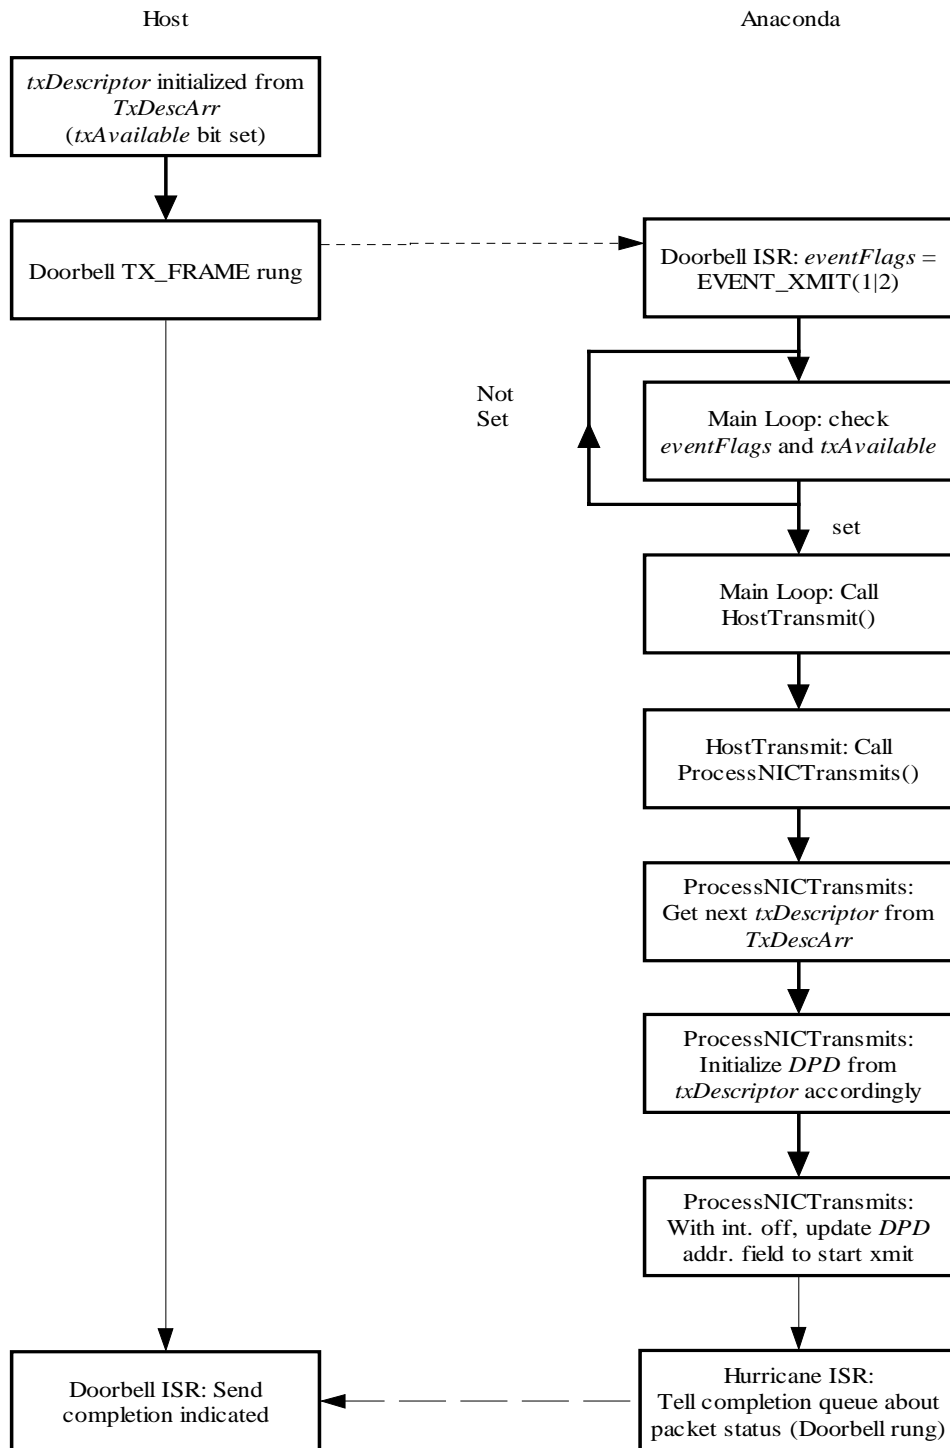 Host
Anaconda
txDescriptor initialized from
TxDescArr
(txAvailable bit set)
Doorbell TX_FRAME rung
Doorbell ISR: eventFlags =
EVENT_XMIT(1|2)
Not
Set
Main Loop: check
eventFlags and txAvailable
set
Main Loop: Call
HostTransmit()
HostTransmit: Call
ProcessNICTransmits()
ProcessNICTransmits:
Get next txDescriptor from
TxDescArr
ProcessNICTransmits:
Initialize DPD from
txDescriptor accordingly
ProcessNICTransmits:
With int. off, update DPD
addr. field to start xmit
Doorbell ISR: Send
completion indicated
Hurricane ISR:
Tell completion queue about
packet status (Doorbell rung)